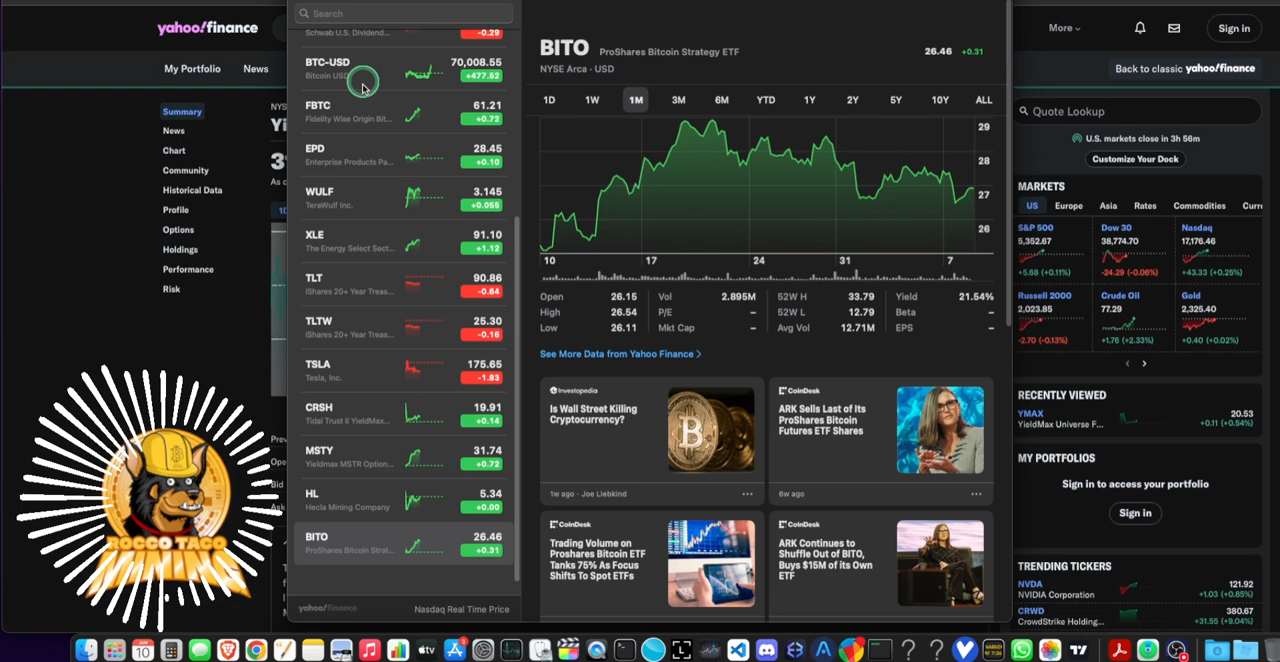 yahoo!finance
My Portfolio
News
Summary
News
Chart
Community
Historical Data
Profile
Options
Holdings
Performance
Risk
ROCCO TACO
MINING
Search
Schwab U.S. Dividend...
-0.29
BTC-USD 70,008.55
Bitcoin USD +477.52
FBTC 61.21
Fidelity Wise Origin Bit... +0.72
EPD 28.45
Enterprise Products Pa... +0.10
WULF 3.145
TeraWulf Inc. +0.055
XLE 91.10
The Energy Select Sect... +1.12
TLT 90.86
iShares 20+ Year Treas... -0.64
TLTW 25.30
iShares 20+ Year Treas... -0.16
TSLA 175.65
Tesla, Inc. -1.83
CRSH 19.91
Tidal Trust II YieldMax... +0.14
MSTY 31.74
Yieldmax MSTR Option... +0.72
HL 5.34
Hecla Mining Company +0.00
BITO 26.46
ProShares Bitcoin Strat... +0.31
yahoo!finance
Nasdaq Real Time Price
BITO ProShares Bitcoin Strategy ETF 26.46 +0.31
NYSE Arca · USD
1D 1W 1M 3M 6M YTD 1Y 2Y 5Y 10Y ALL
29
28
27
26
10 17 24 31 7
Open 26.15 Vol 2.895M 52W H 33.79 Yield 21.54%
High 26.54 P/E – 52W L 12.79 Beta –
Low 26.11 Mkt Cap – Avg Vol 12.71M EPS –
See More Data from Yahoo Finance
Investopedia
Is Wall Street Killing
Cryptocurrency?
1w ago · Joe Liebkind
CoinDesk
ARK Sells Last of Its
ProShares Bitcoin
Futures ETF Shares
6w ago
CoinDesk
Trading Volume on
Proshares Bitcoin ETF
Tanks 75% As Focus
Shifts To Spot ETFs
CoinDesk
ARK Continues to
Shuffle Out of BITO,
Buys $15M of its Own
ETF
More
Sign in
Back to classic yahoo!finance
Quote Lookup
U.S. markets close in 3h 56m
Customize Your Dock
MARKETS
US Europe Asia Rates Commodities
S&P 500 Dow 30 Nasdaq
5,352.67 38,774.70 17,176.46
+5.68 (+0.11%) -24.29 (-0.06%) +43.33 (+0.25%)
Russell 2000 Crude Oil Gold
2,023.85 77.29 2,325.40
-2.70 (-0.13%) +1.76 (+2.33%) +0.40 (+0.02%)
RECENTLY VIEWED
YMAX 20.53
YieldMax Universe F... +0.11 (+0.54%)
MY PORTFOLIOS
Sign in to access your portfolio
Sign in
TRENDING TICKERS
NVDA 121.92
NVIDIA Corporation +1.03 (+0.85%)
CRWD 380.67
CrowdStrike Holding... +31.55 (+9.04%)